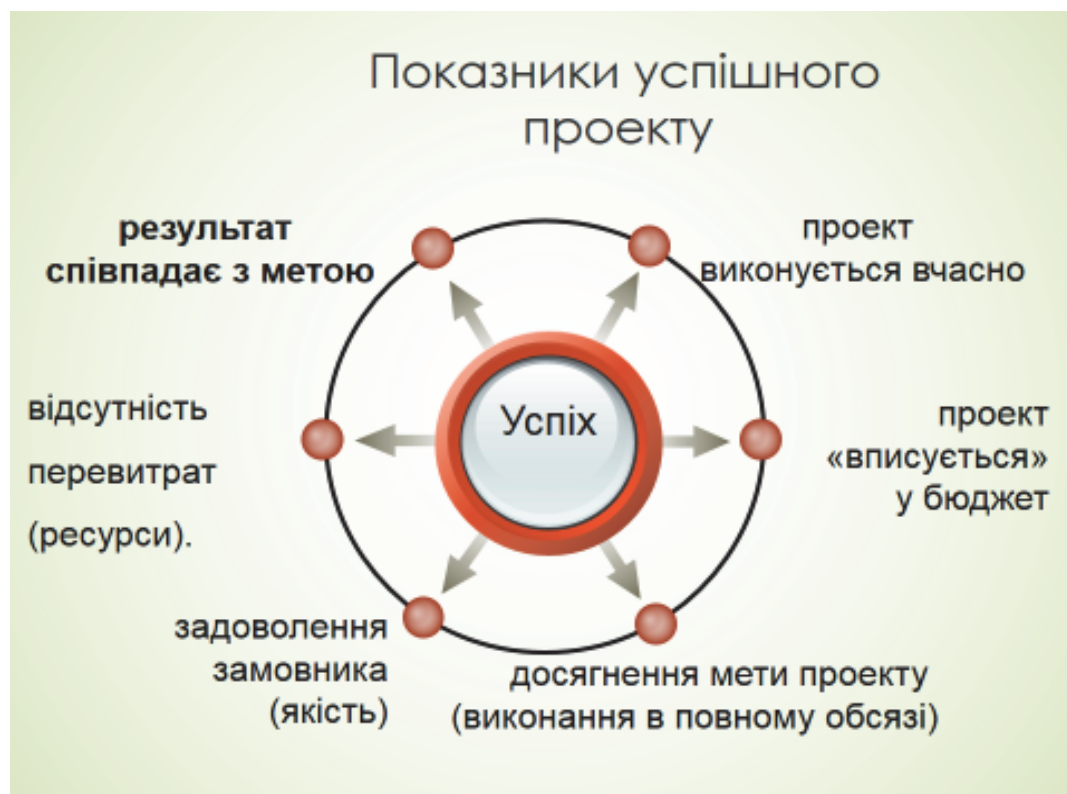 Показники успішного
проекту
результат
співпадає з метою
проект
виконується вчасно
відсутність
перевитрат
(ресурси).
Успіх
проект
«вписується»
у бюджет
задоволення
замовника
(якість)
досягнення мети проекту
(виконання в повному обсязі)